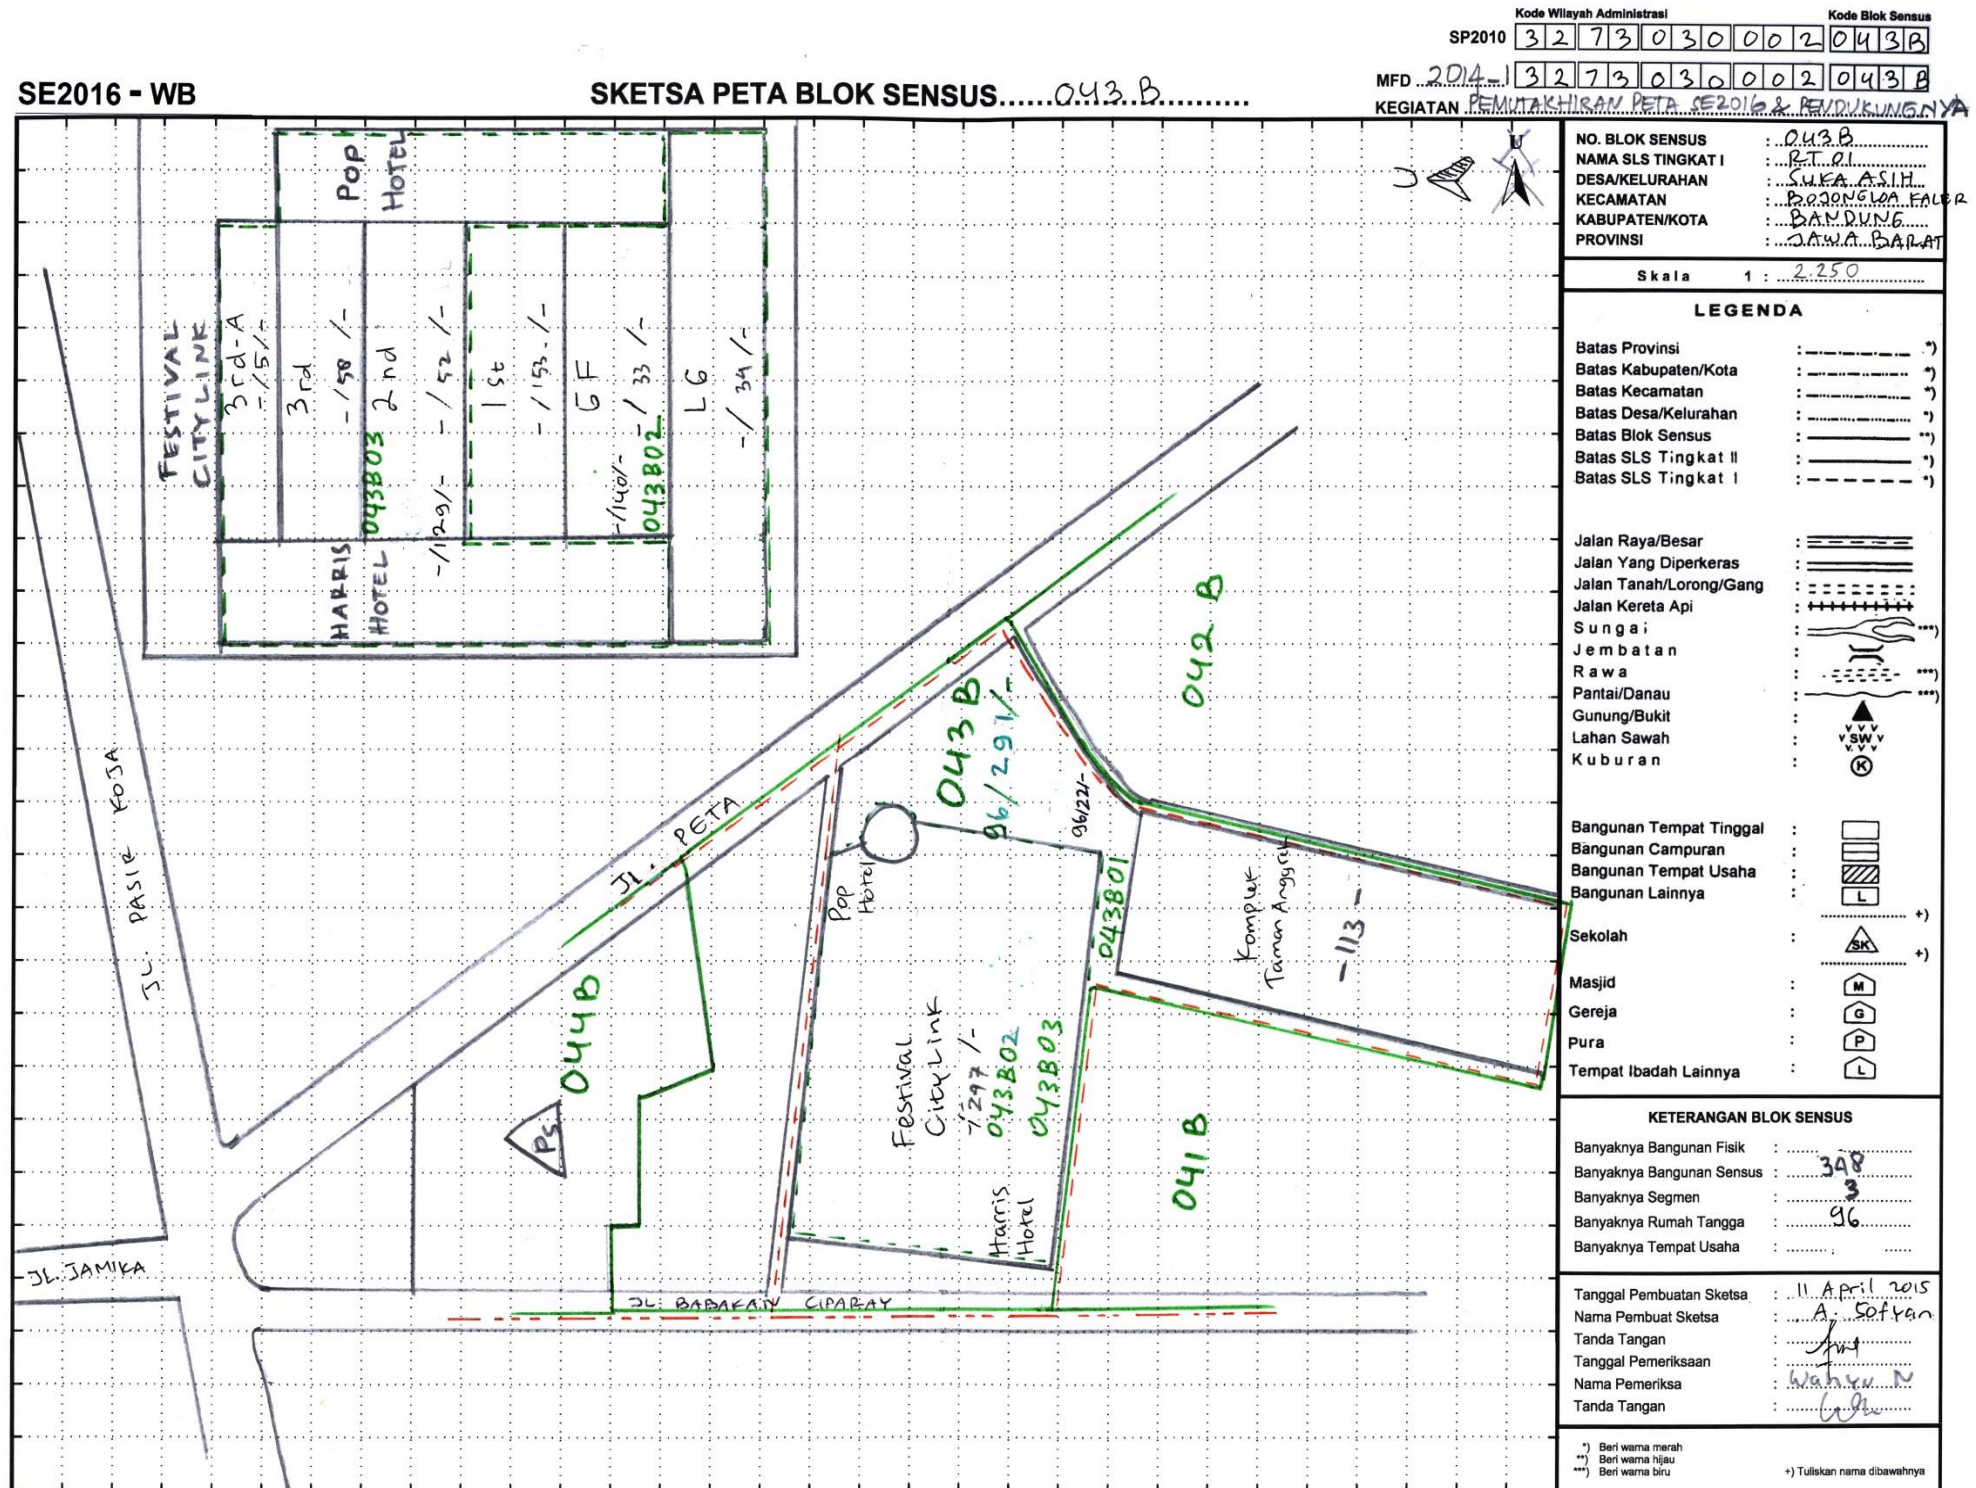 Kode Wilayah Administrasi
Kode Blok Sensus
SP2010 3 2 7 3 0 3 0 0 0 2 0 4 3 B
SE2016 - WB
SKETSA PETA BLOK SENSUS......043 B..........
MFD ..2014-1 3 2 7 3 0 3 0 0 0 2 0 4 3 B
KEGIATAN PEMUTAKHIRAN PETA SE2016 & PENDUKUNGNYA
NO. BLOK SENSUS : 043B
NAMA SLS TINGKAT I : RT 01
DESA/KELURAHAN : SUKA ASIH
KECAMATAN : BOJONGLOA KALER
KABUPATEN/KOTA : BANDUNG
PROVINSI : JAWA BARAT
Skala 1 : 2.250
LEGENDA
Batas Provinsi : *)
Batas Kabupaten/Kota : *)
Batas Kecamatan : *)
Batas Desa/Kelurahan : *)
Batas Blok Sensus : **)
Batas SLS Tingkat II : *)
Batas SLS Tingkat I : *)
Jalan Raya/Besar :
Jalan Yang Diperkeras :
Jalan Tanah/Lorong/Gang :
Jalan Kereta Api :
Sungai : ***)
Jembatan :
Rawa : ***)
Pantai/Danau : ***)
Gunung/Bukit :
Lahan Sawah : SW
Kuburan : K
Bangunan Tempat Tinggal :
Bangunan Campuran :
Bangunan Tempat Usaha :
Bangunan Lainnya : L
+)
Sekolah : SK
+)
Masjid : M
Gereja : G
Pura : P
Tempat Ibadah Lainnya : L
KETERANGAN BLOK SENSUS
Banyaknya Bangunan Fisik :
Banyaknya Bangunan Sensus : 348
Banyaknya Segmen : 3
Banyaknya Rumah Tangga : 96
Banyaknya Tempat Usaha :
Tanggal Pembuatan Sketsa : 11 April 2015
Nama Pembuat Sketsa : A. Sofyan
Tanda Tangan :
Tanggal Pemeriksaan :
Nama Pemeriksa : Wahyu N
Tanda Tangan :
*) Beri warna merah
**) Beri warna hijau
***) Beri warna biru
+) Tuliskan nama dibawahnya
U
U
POP
HOTEL
FESTIVAL
CITYLINK
3rd-A
-/5/-
3rd
-/58/-
2nd
-/52/-
1st
-/153-/-
GF
-/33/-
LG
-/34/-
043B03
-/129/-
-/140/-
043B02
HARRIS
HOTEL
JL. PASIR KOJA
JL. PETA
JL. JAMIKA
JL BABAKAN CIPARAY
042 B
043 B
96/291/-
96/22/-
Pop
Hotel
043B01
Komplek
Taman Anggrek
-113-
044B
PS
Festival
CityLink
-/297/-
043B02
043B03
Harris
Hotel
041 B